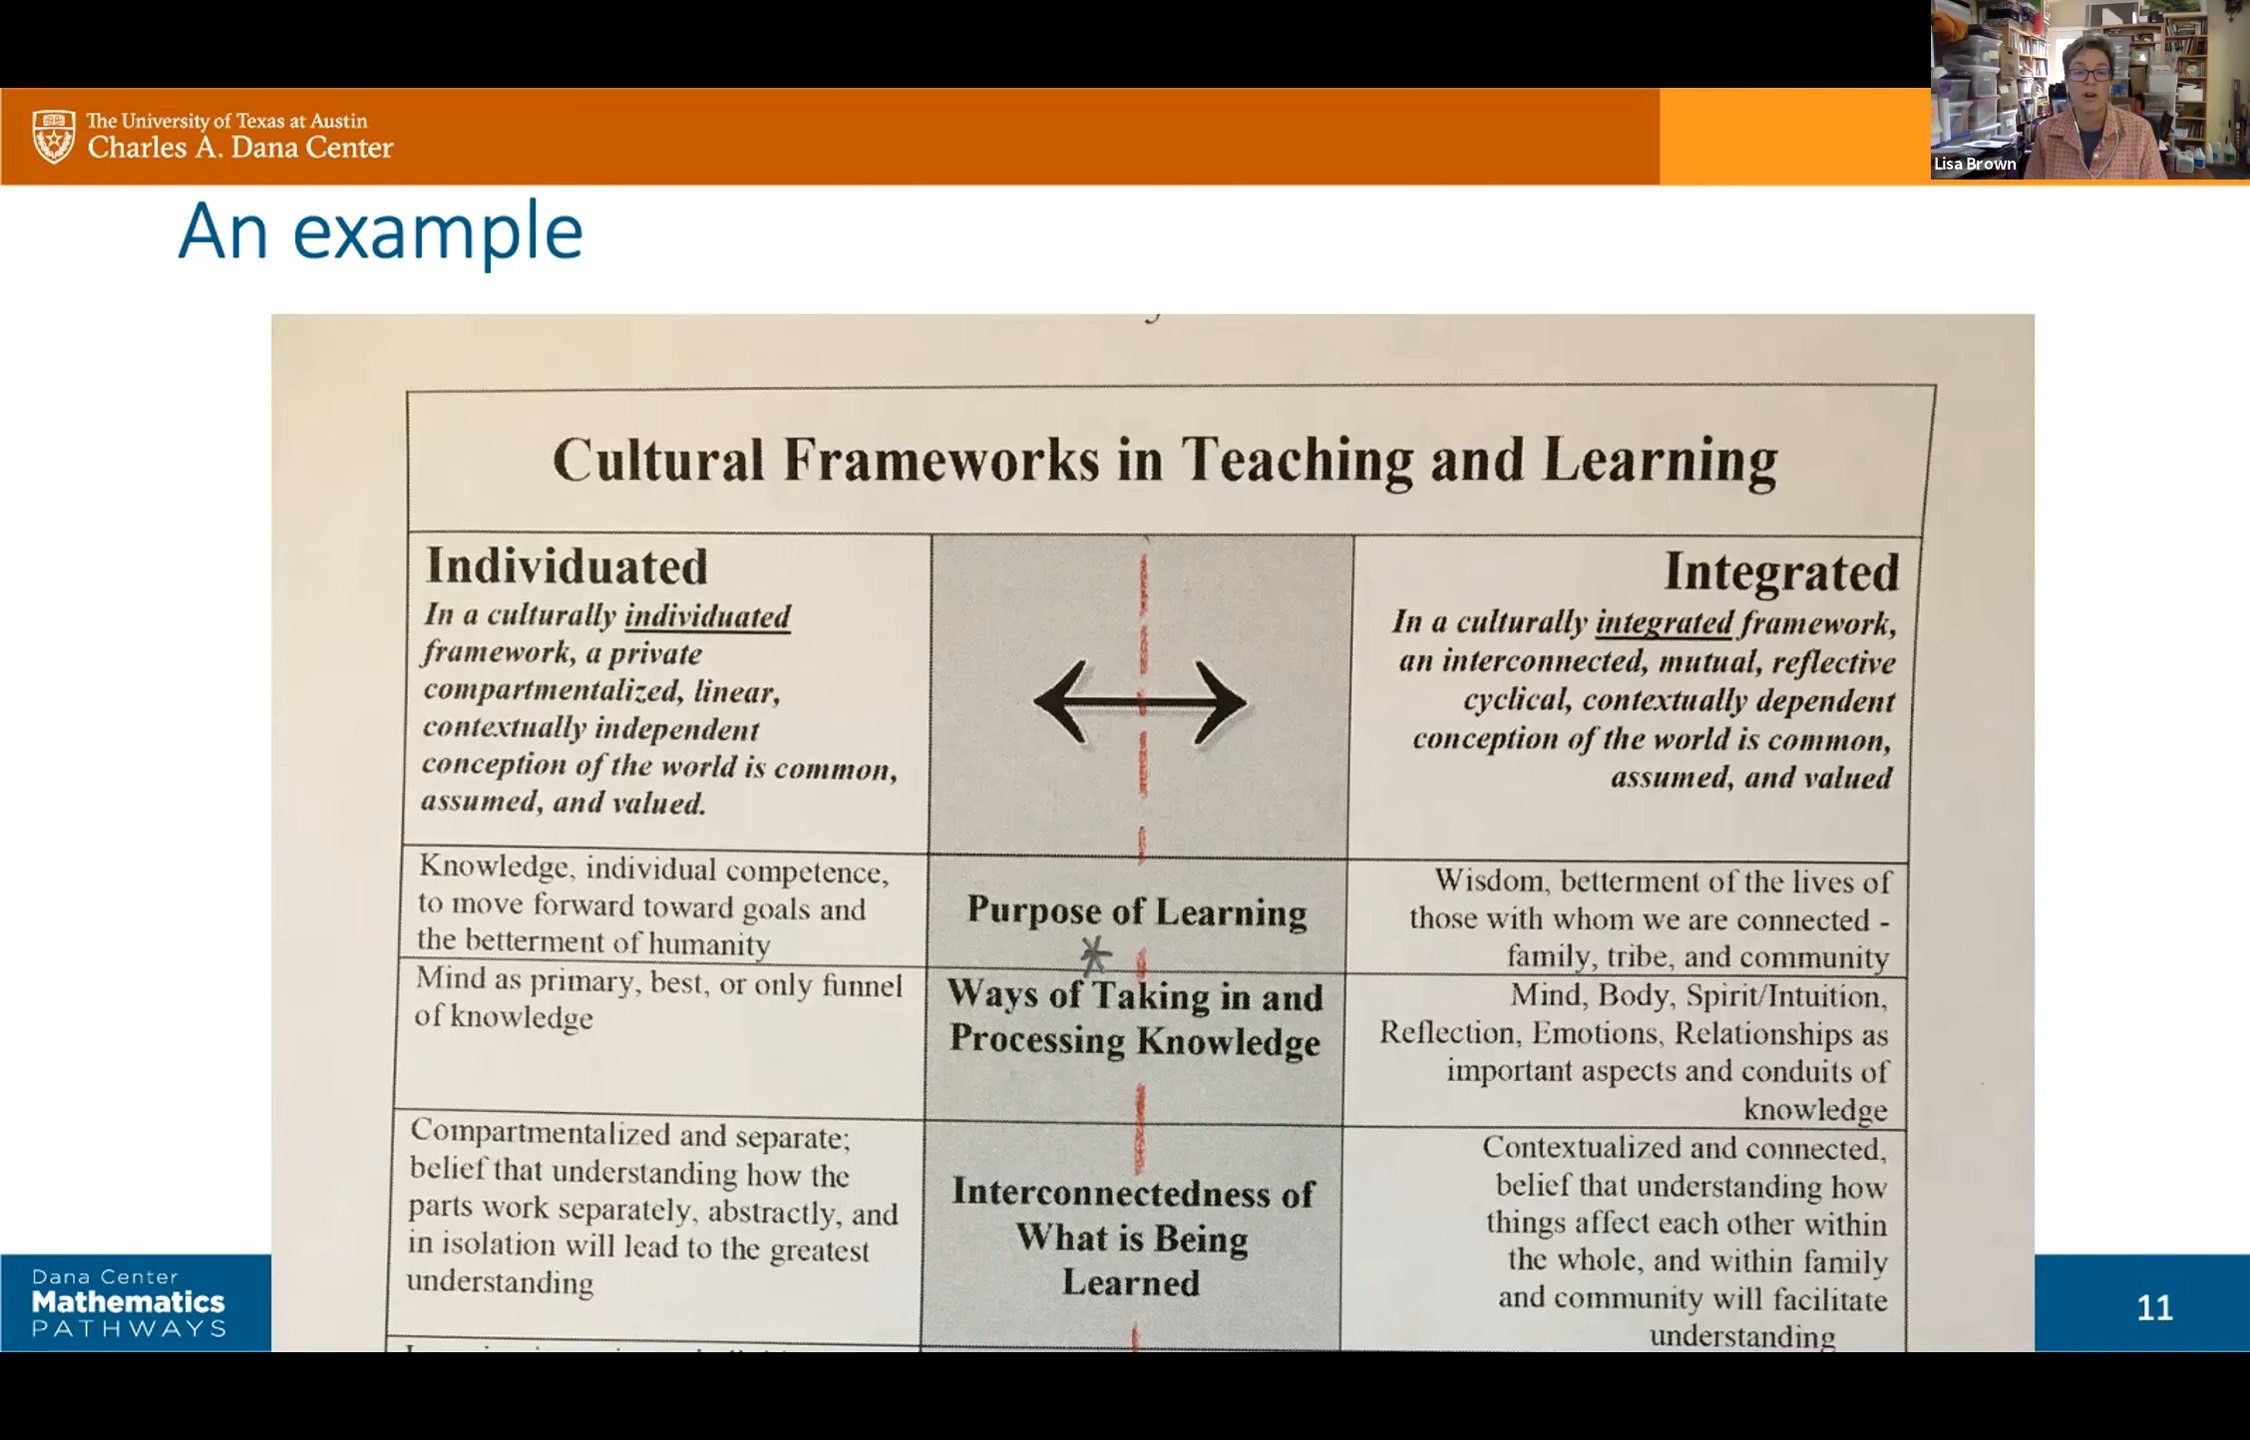 Lisa Brown
The University of Texas at Austin
Charles A. Dana Center
An example
Cultural Frameworks in Teaching and Learning
Individuated
In a culturally individuated
framework, a private
compartmentalized, linear,
contextually independent
conception of the world is common,
assumed, and valued.
Integrated
In a culturally integrated framework,
an interconnected, mutual, reflective
cyclical, contextually dependent
conception of the world is common,
assumed, and valued
Knowledge, individual competence,
to move forward toward goals and
the betterment of humanity
Purpose of Learning
Wisdom, betterment of the lives of
those with whom we are connected -
family, tribe, and community
Mind as primary, best, or only funnel
of knowledge
*
Ways of Taking in and
Processing Knowledge
Mind, Body, Spirit/Intuition,
Reflection, Emotions, Relationships as
important aspects and conduits of
knowledge
Compartmentalized and separate;
belief that understanding how the
parts work separately, abstractly, and
in isolation will lead to the greatest
understanding
Interconnectedness of
What is Being
Learned
Contextualized and connected,
belief that understanding how
things affect each other within
the whole, and within family
and community will facilitate
understanding
Dana Center
Mathematics
PATHWAYS
11